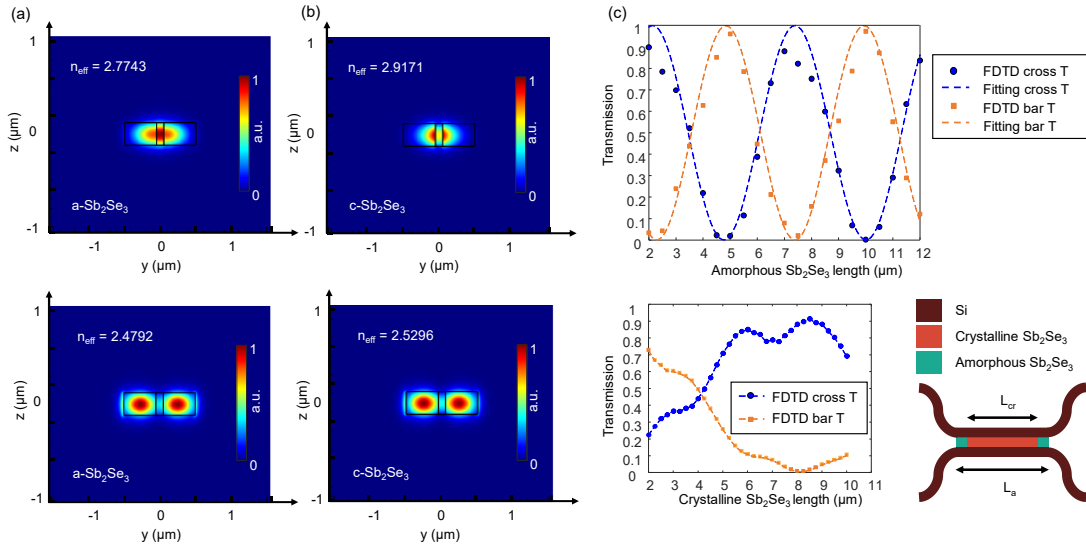 (a)
1
z (µm)
0
-1
n_eff = 2.7743
1
a.u.
0
a-Sb₂Se₃
-1
0
1
y (µm)
(b)
n_eff = 2.9171
1
a.u.
0
c-Sb₂Se₃
-1
0
1
y (µm)
(c)
Transmission
1
0.9
0.8
0.7
0.6
0.5
0.4
0.3
0.2
0.1
0
2
3
4
5
6
7
8
9
10
11
12
Amorphous Sb₂Se₃ length (µm)
FDTD cross T
Fitting cross T
FDTD bar T
Fitting bar T
1
z (µm)
0
-1
n_eff = 2.4792
1
a.u.
0
a-Sb₂Se₃
-1
0
1
y (µm)
1
z (µm)
0
-1
n_eff = 2.5296
1
a.u.
0
c-Sb₂Se₃
-1
0
1
y (µm)
Transmission
0.9
0.8
0.7
0.6
0.5
0.4
0.3
0.2
0.1
2
3
4
5
6
7
8
9
10
11
Crystalline Sb₂Se₃ length (µm)
FDTD cross T
FDTD bar T
Si
Crystalline Sb₂Se₃
Amorphous Sb₂Se₃
L_cr
L_a